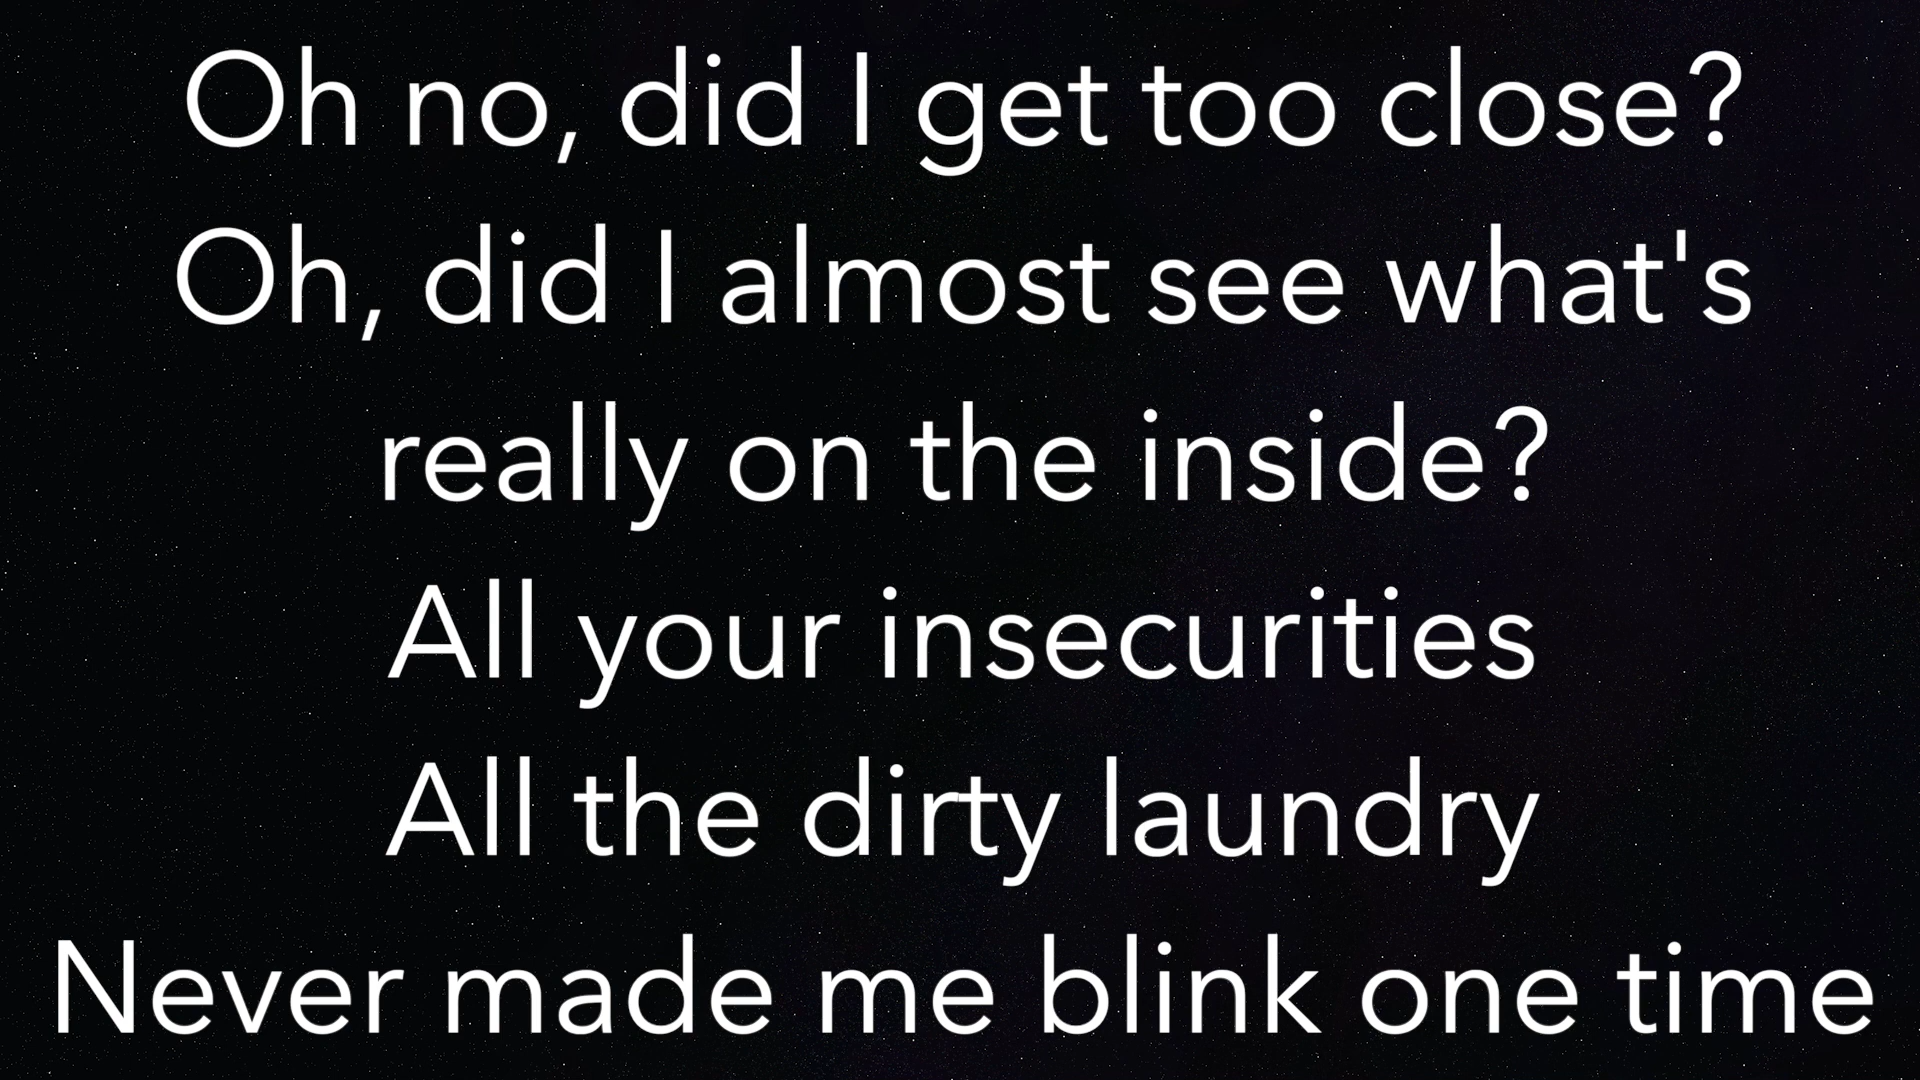 Oh no, did I get too close?
Oh, did I almost see what's
really on the inside?
All your insecurities
All the dirty laundry
Never made me blink one time